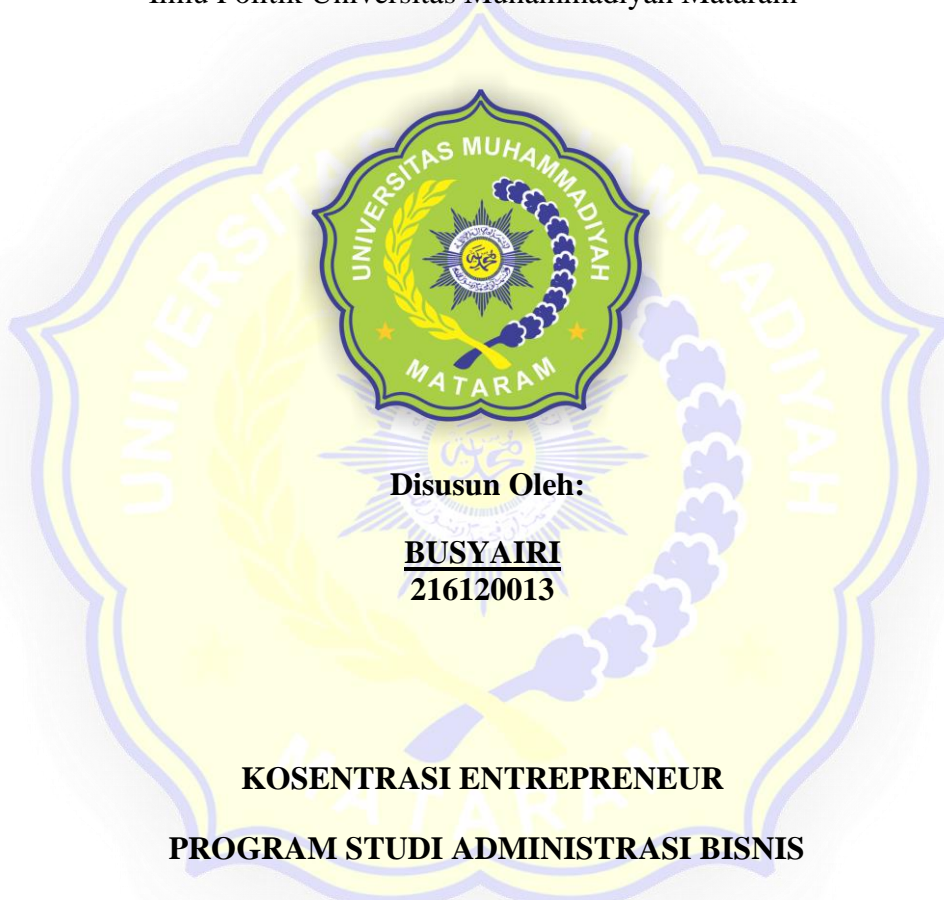 Ilmu Politik Universitas Muhammadiyah Mataram
UNIVERSITAS MUHAMMADIYAH
MATARAM
Disusun Oleh:
BUSYAIRI
216120013
KOSENTRASI ENTREPRENEUR
PROGRAM STUDI ADMINISTRASI BISNIS